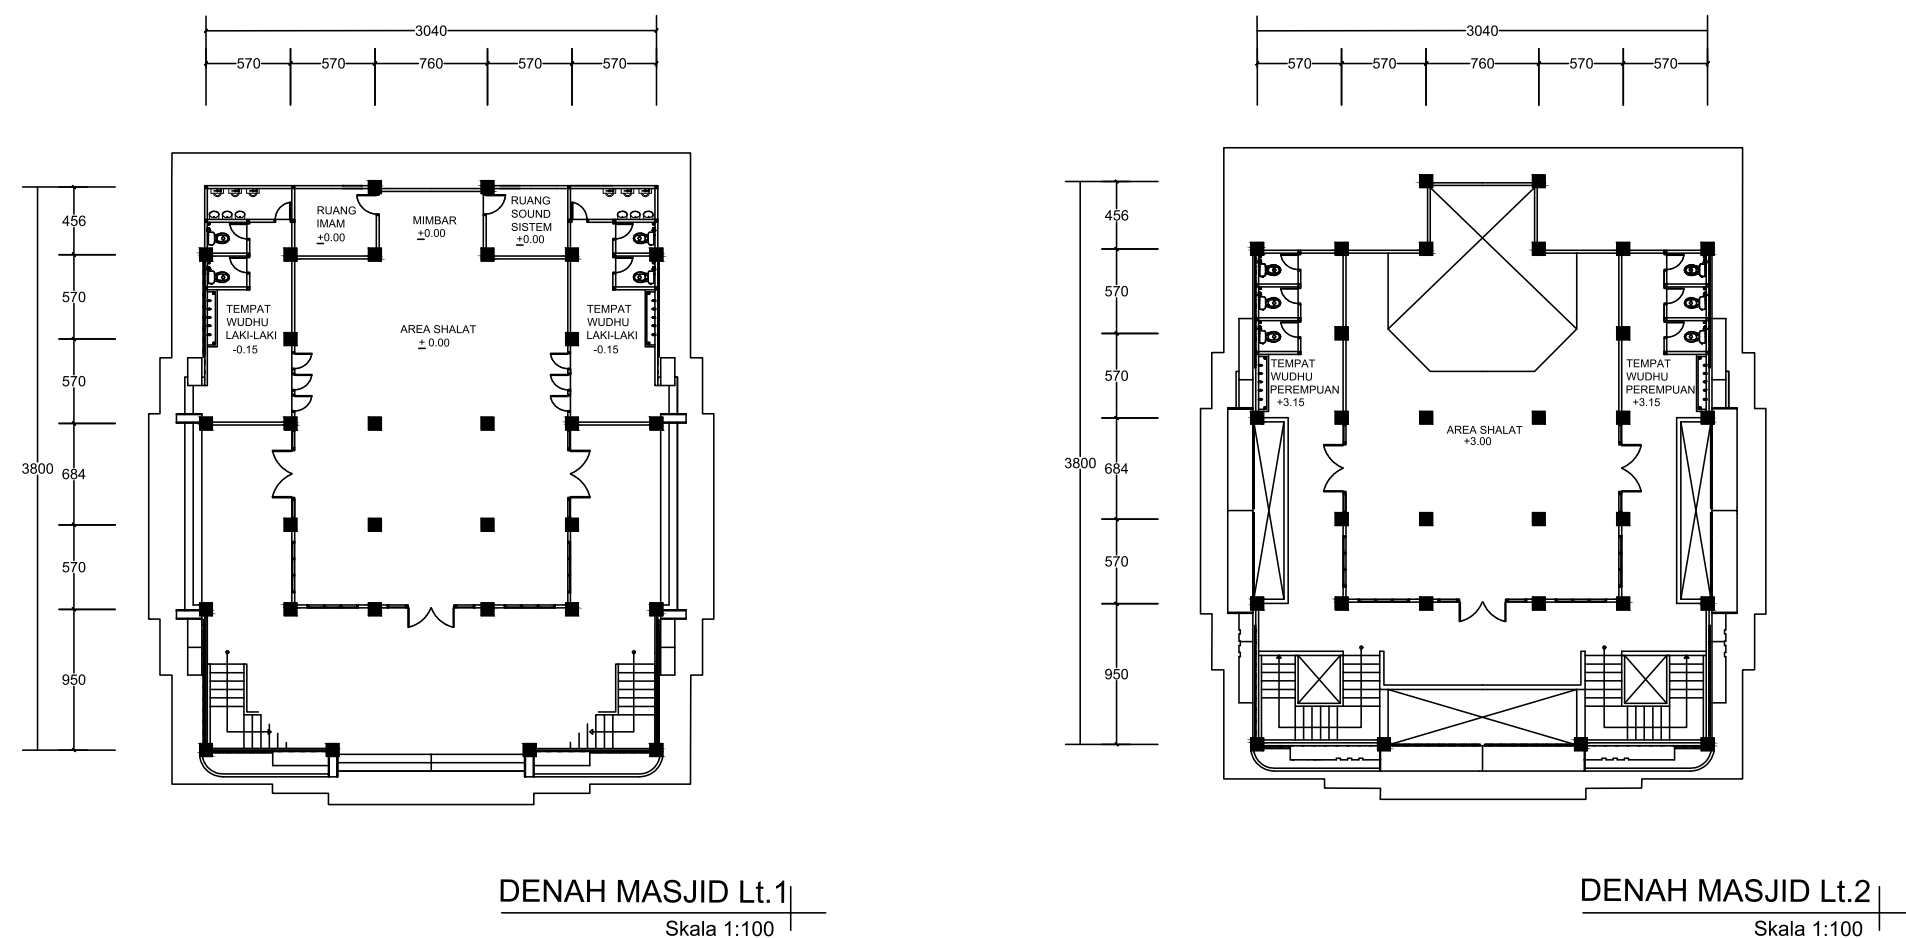 3040
570 570 760 570 570
3800
456
570
570
684
570
950
RUANG
IMAM
+0.00
MIMBAR
+0.00
RUANG
SOUND
SISTEM
+0.00
TEMPAT
WUDHU
LAKI-LAKI
-0.15
AREA SHALAT
± 0.00
TEMPAT
WUDHU
LAKI-LAKI
-0.15
DENAH MASJID Lt.1
Skala 1:100
3040
570 570 760 570 570
3800
456
570
570
684
570
950
TEMPAT
WUDHU
PEREMPUAN
+3.15
AREA SHALAT
+3.00
TEMPAT
WUDHU
PEREMPUAN
+3.15
DENAH MASJID Lt.2
Skala 1:100